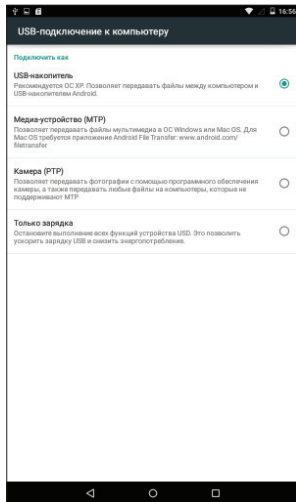 16:56
USB-подключение к компьютеру
Подключить как
USB-накопитель
Рекомендуется ОС XP. Позволяет передавать файлы между компьютером и
USB-накопителем Android.
Медиа-устройство (MTP)
Позволяет передавать файлы мультимедиа в ОС Windows или Mac OS. Для
Mac OS требуется приложение Android File Transfer: www.android.com/
filetransfer
Камера (PTP)
Позволяет передавать фотографии с помощью программного обеспечения
камеры, а также передавать любые файлы на компьютеры, которые не
поддерживают MTP
Только зарядка
Остановите выполнение всех функций устройства USD. Это позволить
ускорить зарядку USB и снизить энергопотребление.